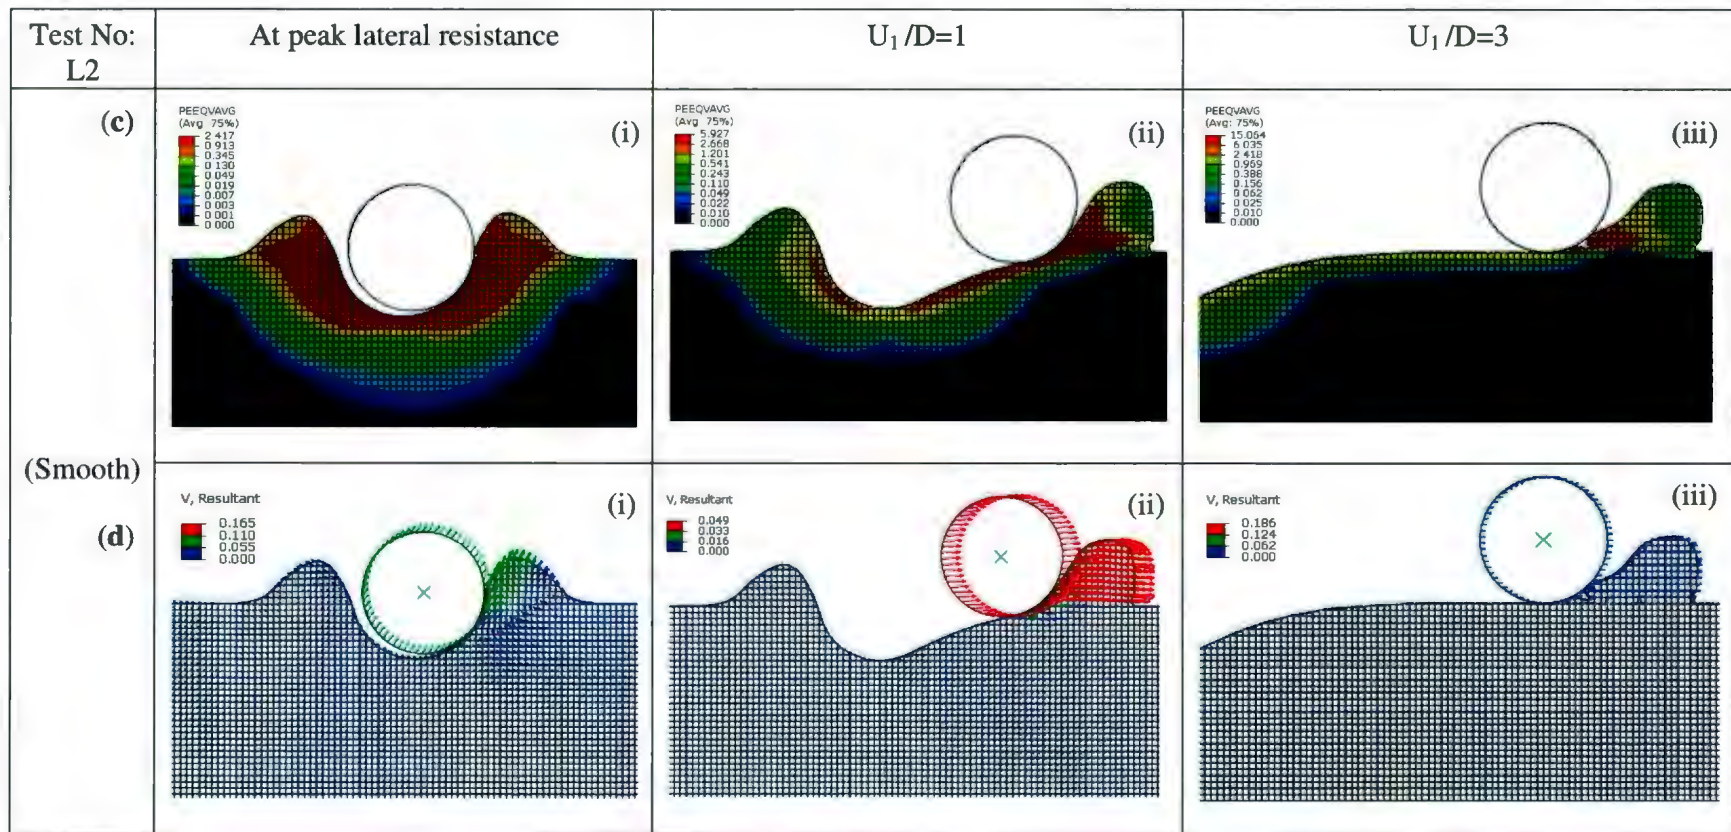 Test No:
L2
At peak lateral resistance
U₁/D=1
U₁/D=3
(c)
PEEQVAVG
(Avg 75%)
2 417
0 913
0 345
0 130
0 049
0 019
0 007
0 003
0 001
0 000
(i)
PEEQVAVG
(Avg: 75%)
5.927
2.668
1.201
0.541
0.243
0.110
0.049
0.022
0.010
0.000
(ii)
PEEQVAVG
(Avg: 75%)
15.064
6 035
2 418
0.969
0 388
0.156
0.062
0.025
0.010
0.000
(iii)
(Smooth)
(d)
V, Resultant
0.165
0.110
0.055
0.000
(i)
V, Resultant
0.049
0.033
0.016
0.000
(ii)
V, Resultant
0.186
0.124
0.062
0.000
(iii)